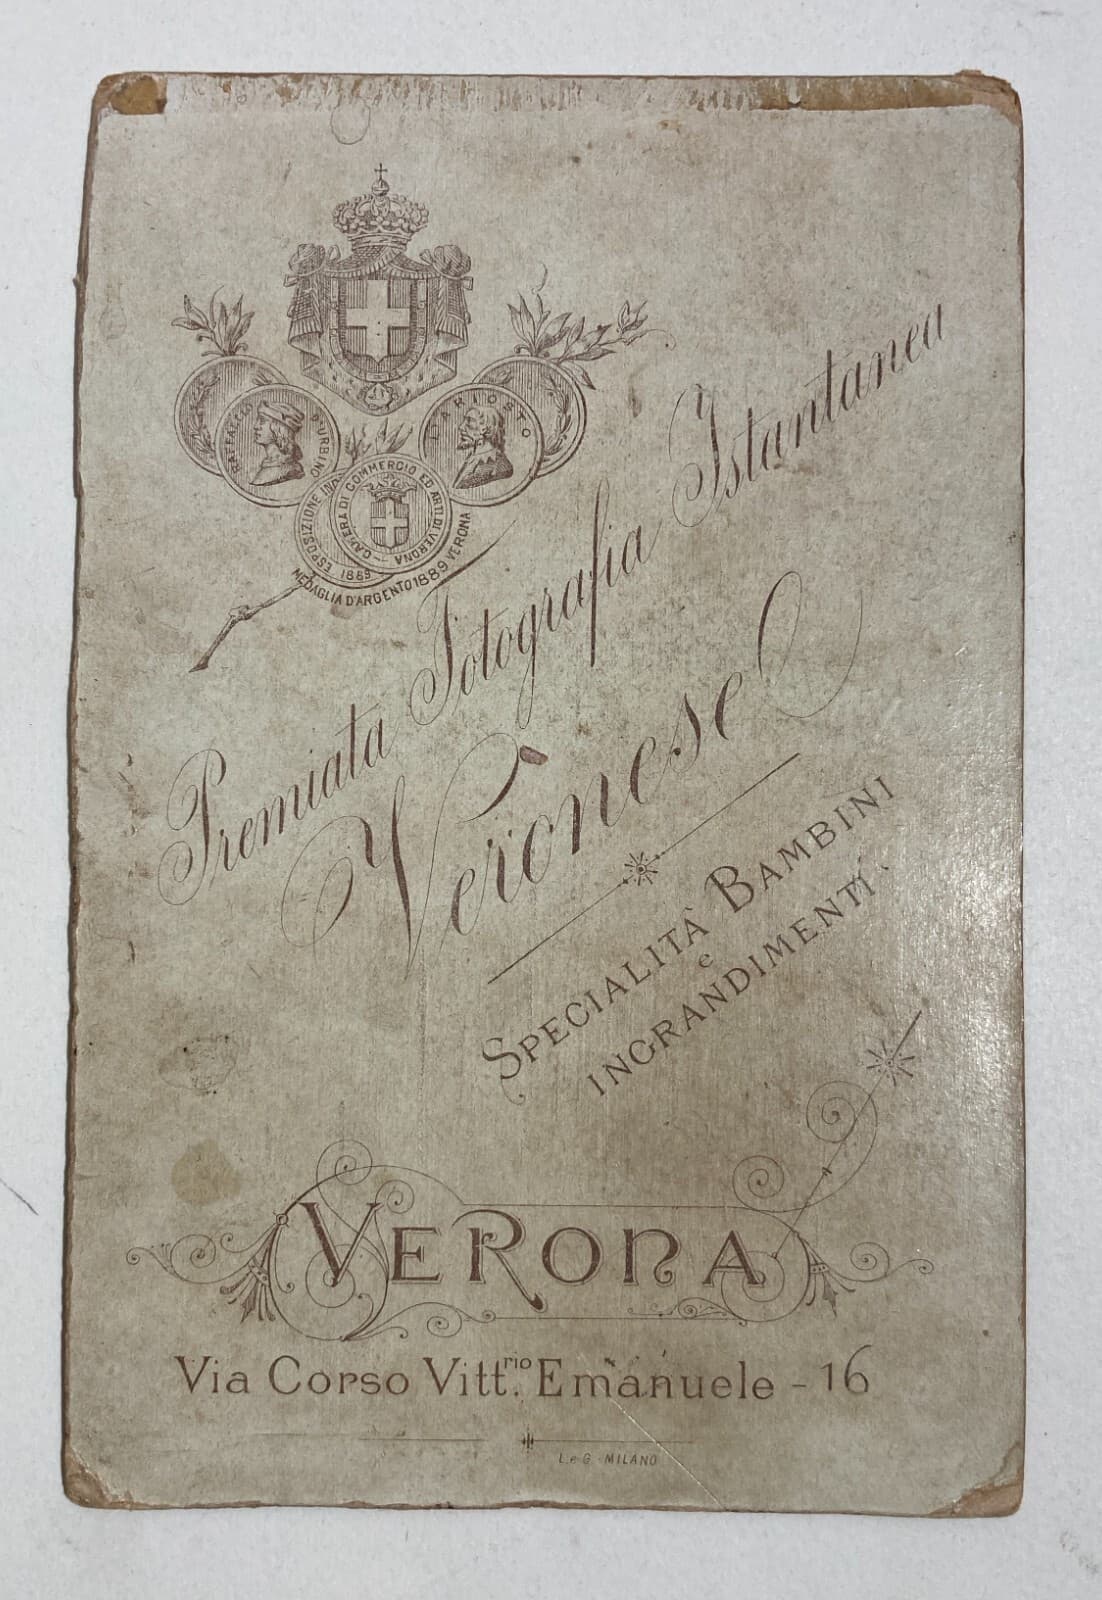 RAFFAELLO D'URBINO
L. ARIOSTO
ESPOSIZIONE IND
CAMERA DI COMMERCIO ED ARTI DI VERONA
1889
MEDAGLIA D'ARGENTO 1889 VERONA
Premiata Fotografia Istantanea
Veronese
SPECIALITÀ BAMBINI
e
INGRANDIMENTI
VERONA
Via Corso Vitt.rio Emanuele - 16
L. e G. MILANO